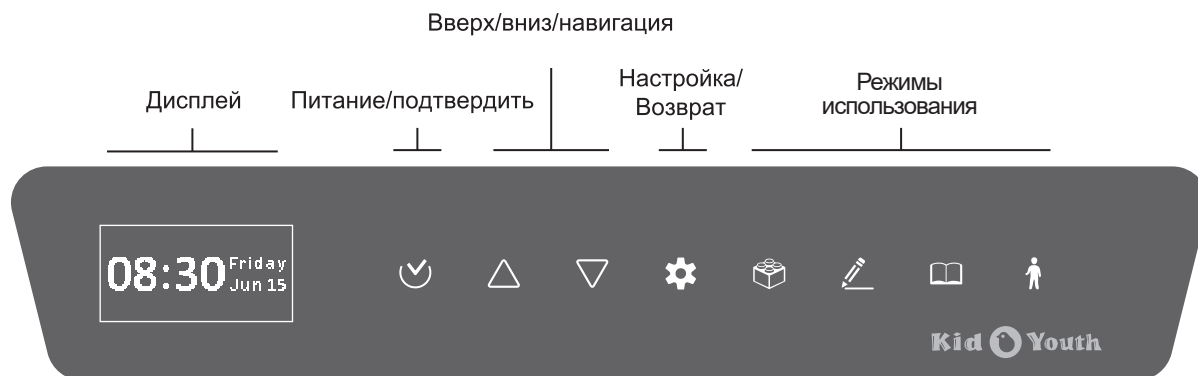 Вверх/вниз/навигация
Дисплей
Питание/подтвердить
Настройка/
Возврат
Режимы
использования
08:30
Friday
Jun 15
Kid Youth